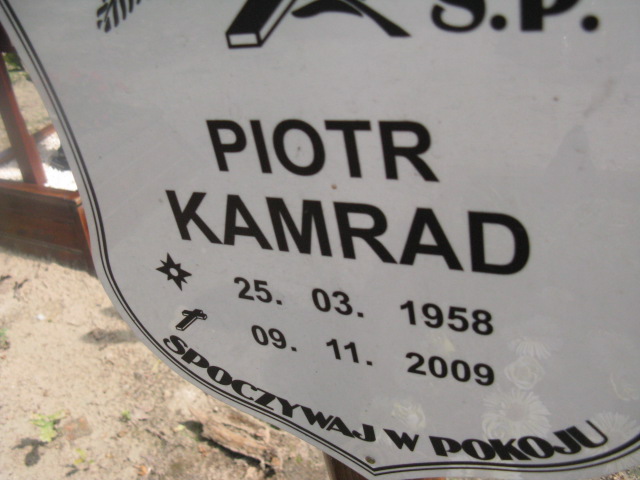 Ś.P.
PIOTR
KAMRAD
25. 03. 1958
09. 11. 2009
SPOCZYWAJ W POKOJU